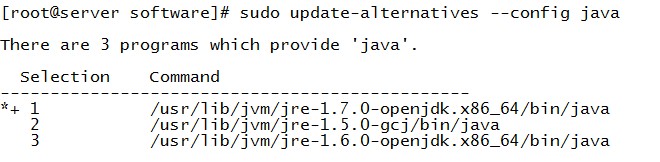 [root@server software]# sudo update-alternatives --config java
There are 3 programs which provide 'java'.
Selection Command
-----------------------------------------------
*+ 1 /usr/lib/jvm/jre-1.7.0-openjdk.x86_64/bin/java
2 /usr/lib/jvm/jre-1.5.0-gcj/bin/java
3 /usr/lib/jvm/jre-1.6.0-openjdk.x86_64/bin/java